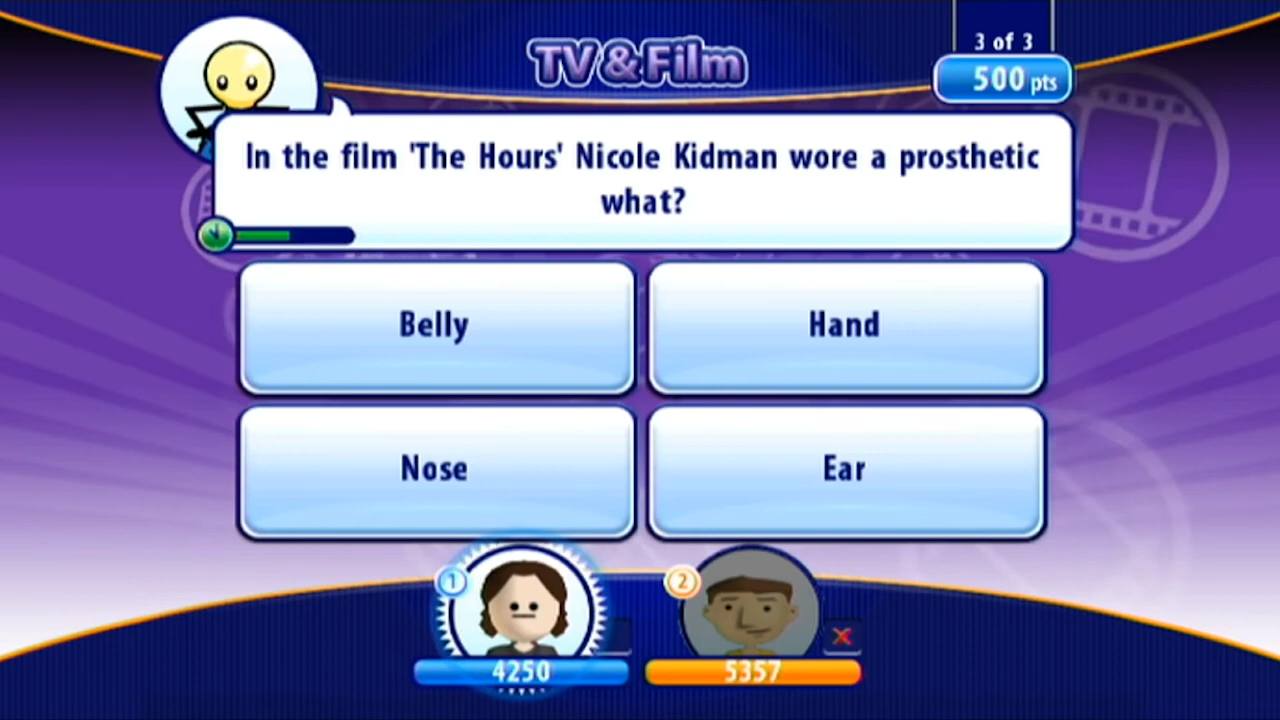 TV & Film
3 of 3
500 pts
In the film 'The Hours' Nicole Kidman wore a prosthetic
what?
Belly
Hand
Nose
Ear
1
2
4250
5357